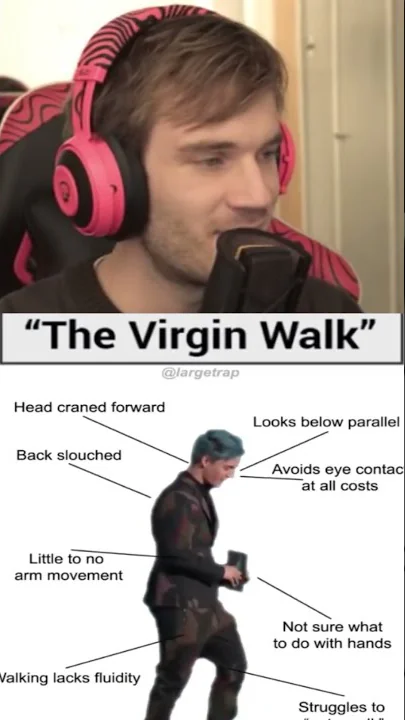 “The Virgin Walk”
@largetrap
Head craned forward
Looks below parallel
Back slouched
Avoids eye contac
at all costs
Little to no
arm movement
Not sure what
to do with hands
Walking lacks fluidity
Struggles to